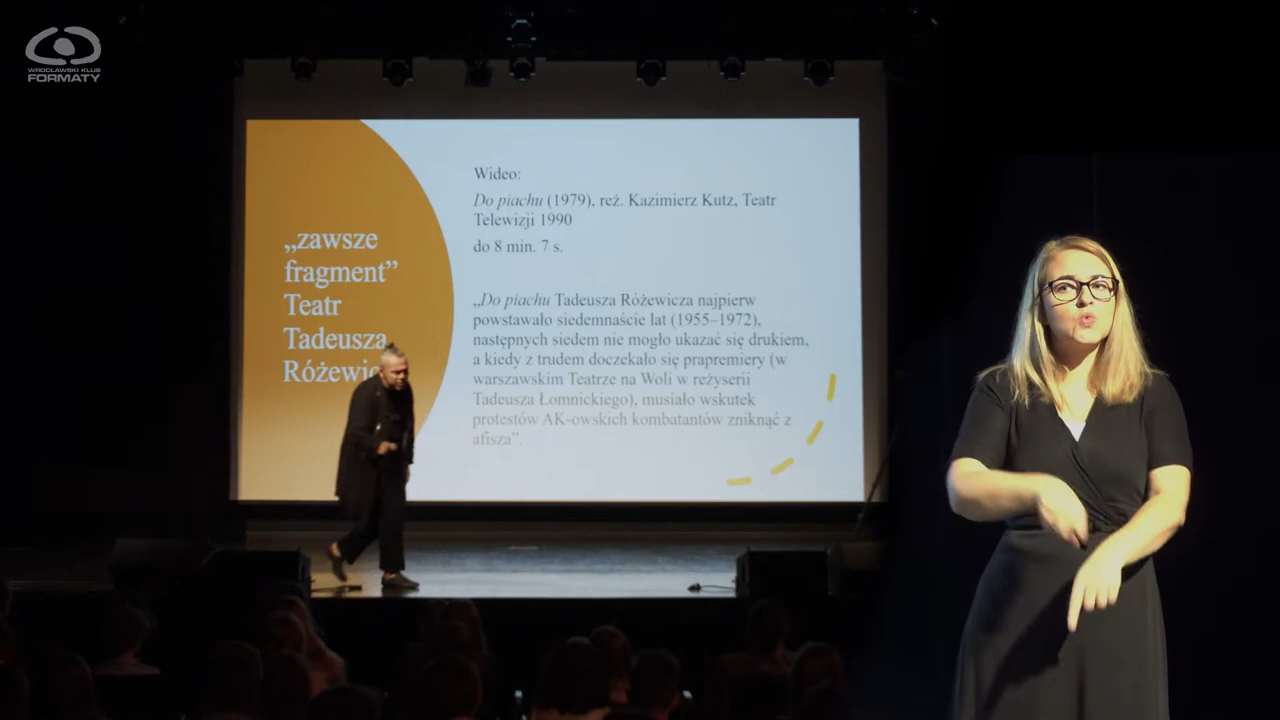 WROCŁAWSKI KLUB
FORMATY
„zawsze
fragment”
Teatr
Tadeusza
Wideo:
Do piachu (1979), reż. Kazimierz Kutz, Teatr
Telewizji 1990
do 8 min. 7 s.
„Do piachu Tadeusza Różewicza najpierw
powstawało siedemnaście lat (1955–1972),
następnych siedem nie mogło ukazać się drukiem,
a kiedy z trudem doczekało się prapremiery (w
warszawskim Teatrze na Woli w reżyserii
Tadeusza Łomnickiego), musiało wskutek
protestów AK-owskich kombatantów zniknąć z
afisza”.